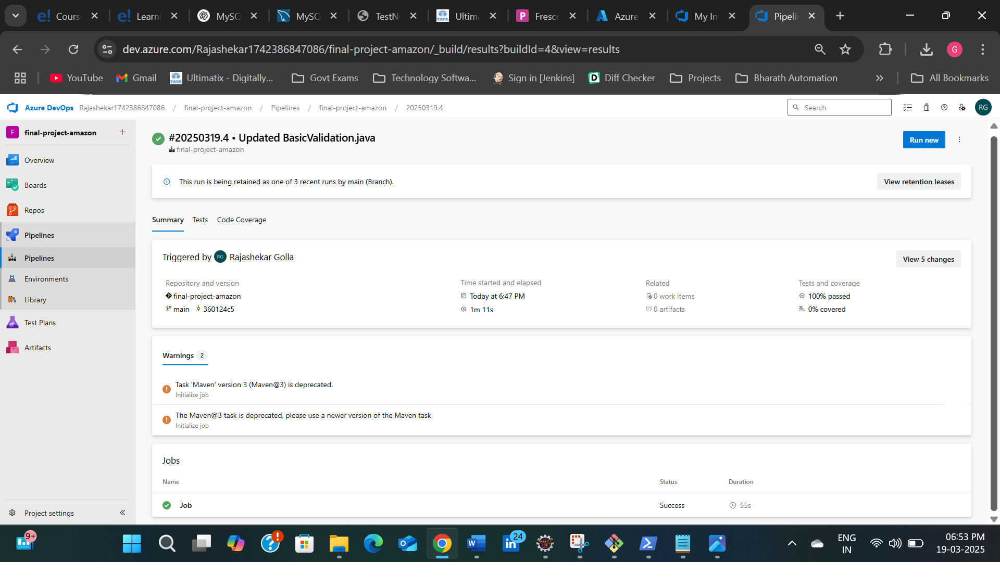 Cours
Learni
MySQ
MySQ
TestN
Ultima
Fresco
Azure
My In
Pipelin
dev.azure.com/Rajashekar1742386847086/final-project-amazon/_build/results?buildId=4&view=results
G
YouTube
Gmail
Ultimatix - Digitally...
Govt Exams
Technology Softwa...
Sign in [Jenkins]
Diff Checker
Projects
Bharath Automation
»
All Bookmarks
Azure DevOps Rajashekar1742386847086 / final-project-amazon / Pipelines / final-project-amazon / 20250319.4
Search
RG
F final-project-amazon +
Overview
Boards
Repos
Pipelines
Pipelines
Environments
Library
Test Plans
Artifacts
Project settings
#20250319.4 • Updated BasicValidation.java
final-project-amazon
Run new
This run is being retained as one of 3 recent runs by main (Branch).
View retention leases
Summary Tests Code Coverage
Triggered by RG Rajashekar Golla
View 5 changes
Repository and version
final-project-amazon
main 360124c5
Time started and elapsed
Today at 6:47 PM
1m 11s
Related
0 work items
0 artifacts
Tests and coverage
100% passed
0% covered
Warnings 2
Task 'Maven' version 3 (Maven@3) is deprecated.
Initialize job
The Maven@3 task is deprecated, please use a newer version of the Maven task
Initialize job
Jobs
Name Status Duration
Job Success 55s
9+
24
ENG
IN
06:53 PM
19-03-2025